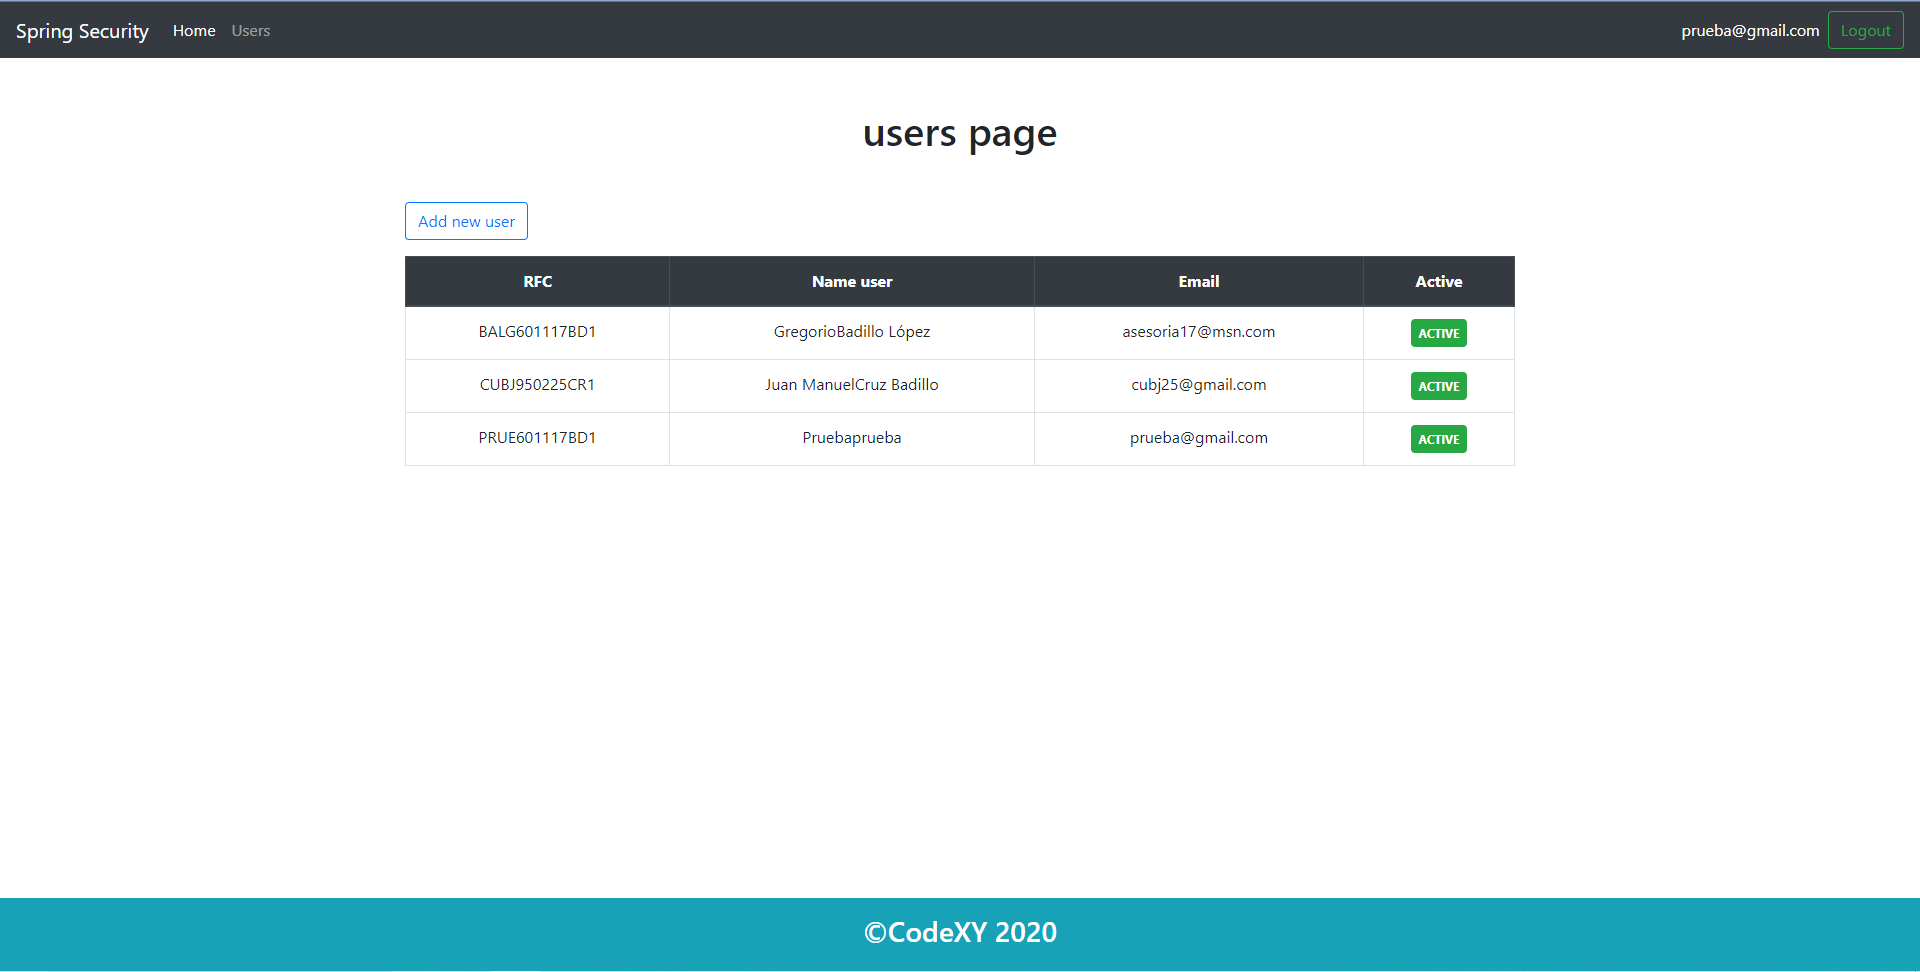 Spring Security Home Users prueba@gmail.com Logout
users page
Add new user
RFC Name user Email Active
BALG601117BD1 GregorioBadillo López asesoria17@msn.com ACTIVE
CUBJ950225CR1 Juan ManuelCruz Badillo cubj25@gmail.com ACTIVE
PRUE601117BD1 Pruebaprueba prueba@gmail.com ACTIVE
©CodeXY 2020